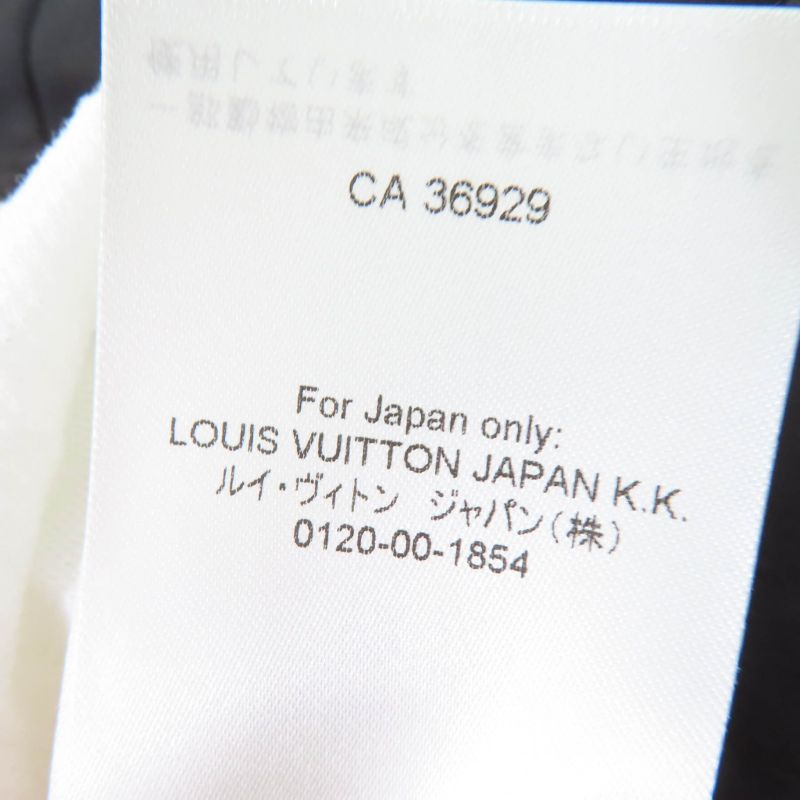 CA 36929
For Japan only:
LOUIS VUITTON JAPAN K.K.
ルイ・ヴィトン ジャパン(株)
0120-00-1854